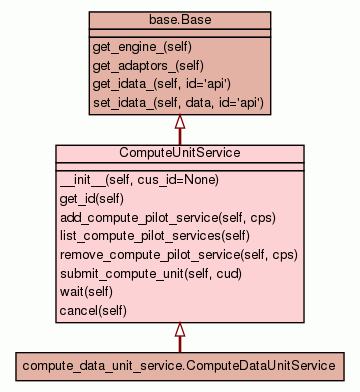 base.Base
get_engine_(self)
get_adaptors_(self)
get_idata_(self, id='api')
set_idata_(self, data, id='api')
ComputeUnitService
__init__(self, cus_id=None)
get_id(self)
add_compute_pilot_service(self, cps)
list_compute_pilot_services(self)
remove_compute_pilot_service(self, cps)
submit_compute_unit(self, cud)
wait(self)
cancel(self)
compute_data_unit_service.ComputeDataUnitService